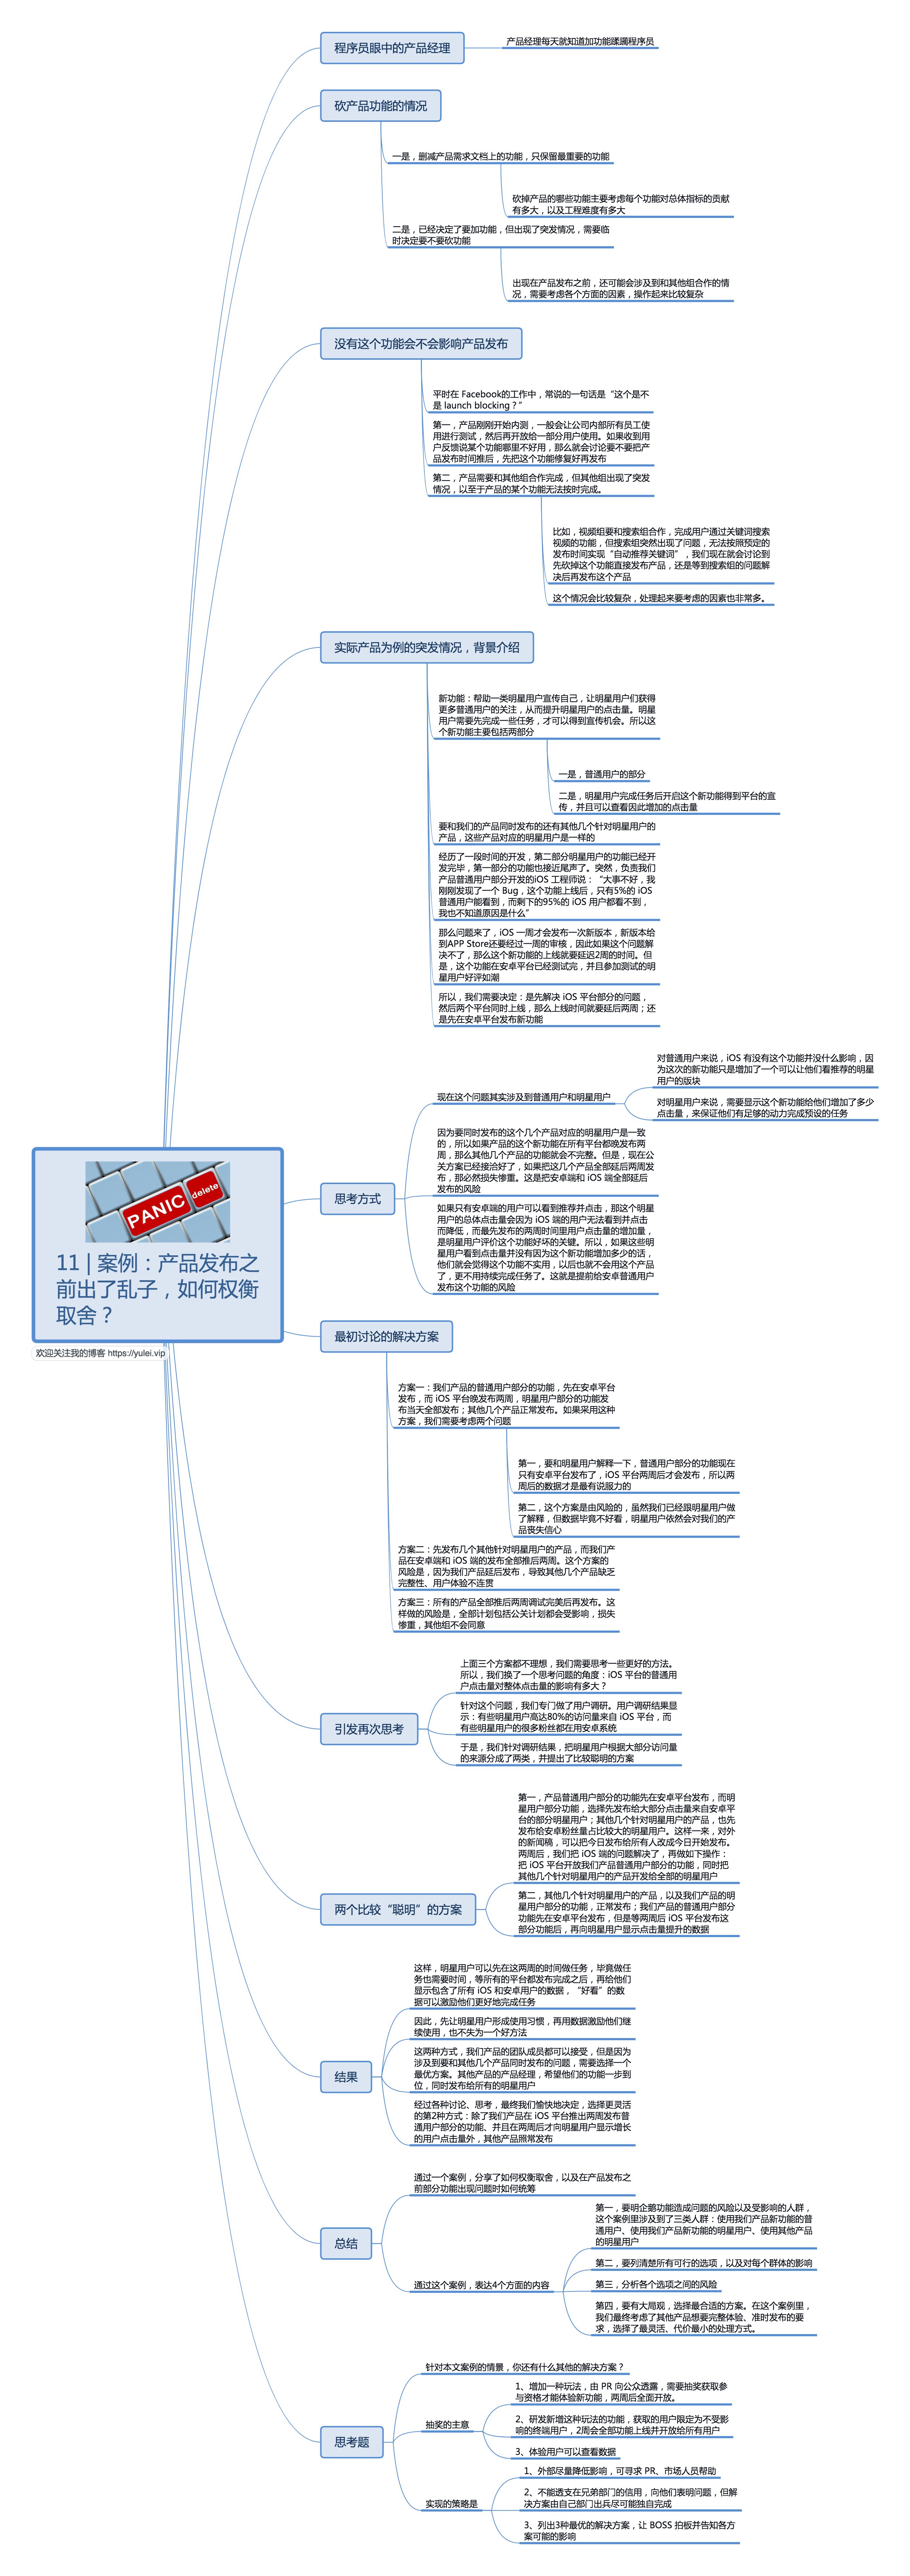 程序员眼中的产品经理
产品经理每天就知道加功能蹂躏程序员
砍产品功能的情况
一是，删减产品需求文档上的功能，只保留最重要的功能
砍掉产品的哪些功能主要考虑每个功能对总体指标的贡献
有多大，以及工程难度有多大
二是，已经决定了要加功能，但出现了突发情况，需要临
时决定要不要砍功能
出现在产品发布之前，还可能会涉及到和其他组合作的情
况，需要考虑各个方面的因素，操作起来比较复杂
没有这个功能会不会影响产品发布
平时在 Facebook的工作中，常说的一句话是“这个是不
是 launch blocking？”
第一，产品刚刚开始内测，一般会让公司内部所有员工使
用进行测试，然后再开放给一部分用户使用。如果收到用
户反馈说某个功能哪里不好用，那么就会讨论要不要把产
品发布时间推后，先把这个功能修复好再发布
第二，产品需要和其他组合作完成，但其他组出现了突发
情况，以至于产品的某个功能无法按时完成。
比如，视频组要和搜索组合作，完成用户通过关键词搜索
视频的功能，但搜索组突然出现了问题，无法按照预定的
发布时间实现“自动推荐关键词”，我们现在就会讨论到
先砍掉这个功能直接发布产品，还是等到搜索组的问题解
决后再发布这个产品
这个情况会比较复杂，处理起来要考虑的因素也非常多。
实际产品为例的突发情况，背景介绍
新功能：帮助一类明星用户宣传自己，让明星用户们获得
更多普通用户的关注，从而提升明星用户的点击量。明星
用户需要先完成一些任务，才可以得到宣传机会。所以这
个新功能主要包括两部分
一是，普通用户的部分
二是，明星用户完成任务后开启这个新功能得到平台的宣
传，并且可以查看因此增加的点击量
要和我们的产品同时发布的还有其他几个针对明星用户的
产品，这些产品对应的明星用户是一样的
经历了一段时间的开发，第二部分明星用户的功能已经开
发完毕，第一部分的功能也接近尾声了。突然，负责我们
产品普通用户部分开发的iOS 工程师说：“大事不好，我
刚刚发现了一个 Bug，这个功能上线后，只有5%的 iOS
普通用户能看到，而剩下的95%的 iOS 用户都看不到，
我也不知道原因是什么”
那么问题来了，iOS 一周才会发布一次新版本，新版本给
到APP Store还要经过一周的审核，因此如果这个问题解
决不了，那么这个新功能的上线就要延迟2周的时间。但
是，这个功能在安卓平台已经测试完，并且参加测试的明
星用户好评如潮
所以，我们需要决定：是先解决 iOS 平台部分的问题，
然后两个平台同时上线，那么上线时间就要延后两周；还
是先在安卓平台发布新功能
PANIC
delete
11 | 案例：产品发布之
前出了乱子，如何权衡
取舍？
欢迎关注我的博客 https://yulei.vip
思考方式
现在这个问题其实涉及到普通用户和明星用户
对普通用户来说，iOS 有没有这个功能并没什么影响，因
为这次的新功能只是增加了一个可以让他们看推荐的明星
用户的版块
对明星用户来说，需要显示这个新功能给他们增加了多少
点击量，来保证他们有足够的动力完成预设的任务
因为要同时发布的这个几个产品对应的明星用户是一致
的，所以如果产品的这个新功能在所有平台都晚发布两
周，那么其他几个产品的功能就会不完整。但是，现在公
关方案已经接洽好了，如果把这几个产品全部延后两周发
布，那必然损失惨重。这是把安卓端和 iOS 端全部延后
发布的风险
如果只有安卓端的用户可以看到推荐并点击，那这个明星
用户的总体点击量会因为 iOS 端的用户无法看到并点击
而降低，而最先发布的两周时间里用户点击量的增加量，
是明星用户评价这个功能好坏的关键。所以，如果这些明
星用户看到点击量并没有因为这个新功能增加多少的话，
他们就会觉得这个功能不实用，以后也就不会用这个产品
了，更不用持续完成任务了。这就是提前给安卓普通用户
发布这个功能的风险
最初讨论的解决方案
方案一：我们产品的普通用户部分的功能，先在安卓平台
发布，而 iOS 平台晚发布两周，明星用户部分的功能发
布当天全部发布；其他几个产品正常发布。如果采用这种
方案，我们需要考虑两个问题
第一，要和明星用户解释一下，普通用户部分的功能现在
只有安卓平台发布了，iOS 平台两周后才会发布，所以两
周后的数据才是最有说服力的
第二，这个方案是由风险的，虽然我们已经跟明星用户做
了解释，但数据毕竟不好看，明星用户依然会对我们的产
品丧失信心
方案二：先发布几个其他针对明星用户的产品，而我们产
品在安卓端和 iOS 端的发布全部推后两周。这个方案的
风险是，因为我们产品延后发布，导致其他几个产品缺乏
完整性、用户体验不连贯
方案三：所有的产品全部推后两周调试完美后再发布。这
样做的风险是，全部计划包括公关计划都会受影响，损失
惨重，其他组不会同意
引发再次思考
上面三个方案都不理想，我们需要思考一些更好的方法。
所以，我们换了一个思考问题的角度：iOS 平台的普通用
户点击量对整体点击量的影响有多大？
针对这个问题，我们专门做了用户调研。用户调研结果显
示：有些明星用户高达80%的访问量来自 iOS 平台，而
有些明星用户的很多粉丝都在用安卓系统
于是，我们针对调研结果，把明星用户根据大部分访问量
的来源分成了两类，并提出了比较聪明的方案
两个比较“聪明”的方案
第一，产品普通用户部分的功能先在安卓平台发布，而明
星用户部分功能，选择先发布给大部分点击量来自安卓平
台的部分明星用户；其他几个针对明星用户的产品，也先
发布给安卓粉丝量占比较大的明星用户。这样一来，对外
的新闻稿，可以把今日发布给所有人改成今日开始发布。
两周后，我们把 iOS 端的问题解决了，再做如下操作：
把 iOS 平台开放我们产品普通用户部分的功能，同时把
其他几个针对明星用户的产品开发给全部的明星用户
第二，其他几个针对明星用户的产品，以及我们产品的明
星用户部分的功能，正常发布；我们产品的普通用户部分
功能先在安卓平台发布，但是等两周后 iOS 平台发布这
部分功能后，再向明星用户显示点击量提升的数据
结果
这样，明星用户可以先在这两周的时间做任务，毕竟做任
务也需要时间，等所有的平台都发布完成之后，再给他们
显示包含了所有 iOS 和安卓用户的数据，“好看”的数
据可以激励他们更好地完成任务
因此，先让明星用户形成使用习惯，再用数据激励他们继
续使用，也不失为一个好方法
这两种方式，我们产品的团队成员都可以接受，但是因为
涉及到要和其他几个产品同时发布的问题，需要选择一个
最优方案。其他产品的产品经理，希望他们的功能一步到
位，同时发布给所有的明星用户
经过各种讨论、思考，最终我们愉快地决定，选择更灵活
的第2种方式：除了我们产品在 iOS 平台推出两周发布普
通用户部分的功能、并且在两周后才向明星用户显示增长
的用户点击量外，其他产品照常发布
总结
通过一个案例，分享了如何权衡取舍，以及在产品发布之
前部分功能出现问题时如何统筹
通过这个案例，表达4个方面的内容
第一，要明企鹅功能造成问题的风险以及受影响的人群，
这个案例里涉及到了三类人群：使用我们产品新功能的普
通用户、使用我们产品新功能的明星用户、使用其他产品
的明星用户
第二，要列清楚所有可行的选项，以及对每个群体的影响
第三，分析各个选项之间的风险
第四，要有大局观，选择最合适的方案。在这个案例里，
我们最终考虑了其他产品想要完整体验、准时发布的要
求，选择了最灵活、代价最小的处理方式。
思考题
针对本文案例的情景，你还有什么其他的解决方案？
抽奖的主意
1、增加一种玩法，由 PR 向公众透露，需要抽奖获取参
与资格才能体验新功能，两周后全面开放。
2、研发新增这种玩法的功能，获取的用户限定为不受影
响的终端用户，2周会全部功能上线并开放给所有用户
3、体验用户可以查看数据
实现的策略是
1、外部尽量降低影响，可寻求 PR、市场人员帮助
2、不能透支在兄弟部门的信用，向他们表明问题，但解
决方案由自己部门出兵尽可能独自完成
3、列出3种最优的解决方案，让 BOSS 拍板并告知各方
案可能的影响